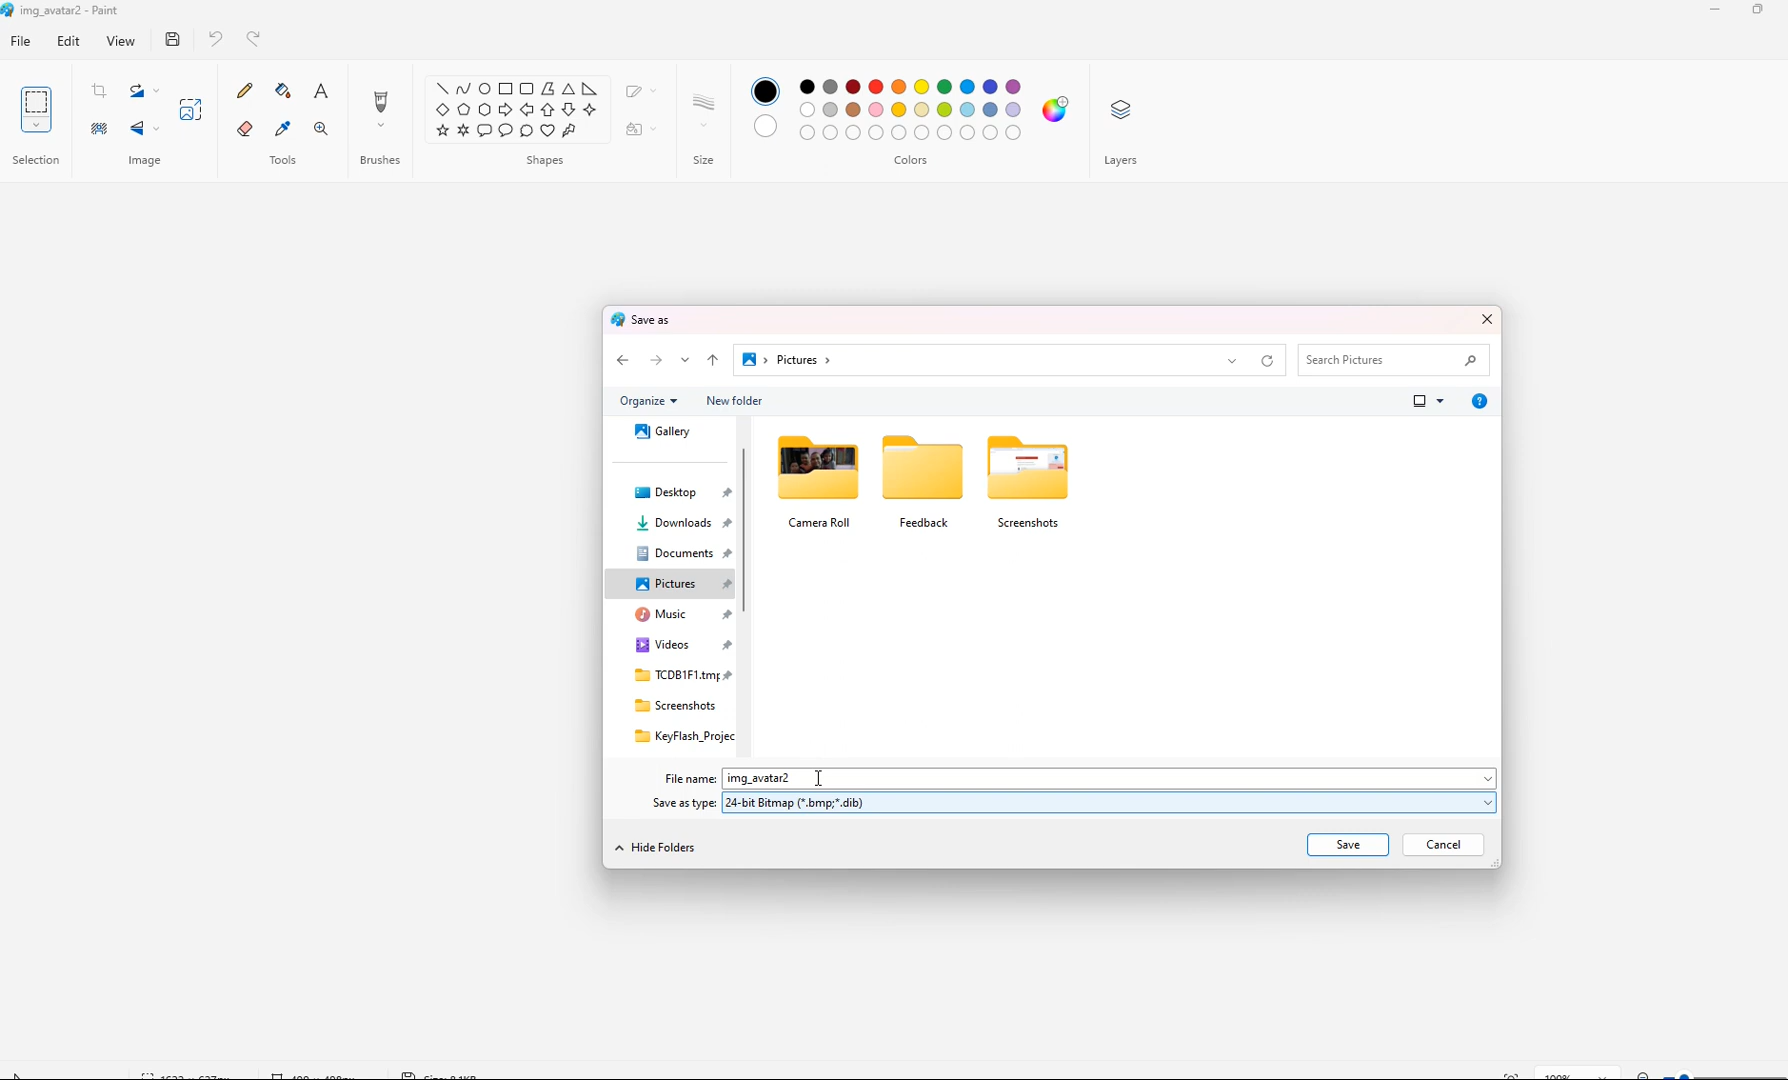 img_avatar2 - Paint
File Edit View
Selection Image Tools Brushes Shapes Size Colors Layers
Save as
Pictures
Search Pictures
Organize New folder
Gallery
Desktop
Downloads
Documents
Pictures
Music
Videos
TCDB1F1.tmp
Screenshots
KeyFlash_Projec
Camera Roll Feedback Screenshots
File name: img_avatar2
Save as type: 24-bit Bitmap (*.bmp;*.dib)
Hide Folders
Save Cancel